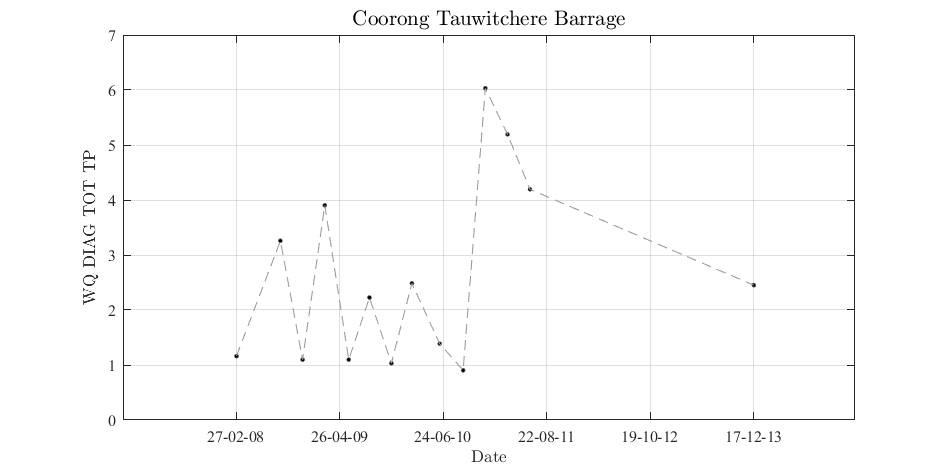 Coorong Tauwitchere Barrage
WQ DIAG TOT TP
7
6
5
4
3
2
1
0
27-02-08 26-04-09 24-06-10 22-08-11 19-10-12 17-12-13
Date